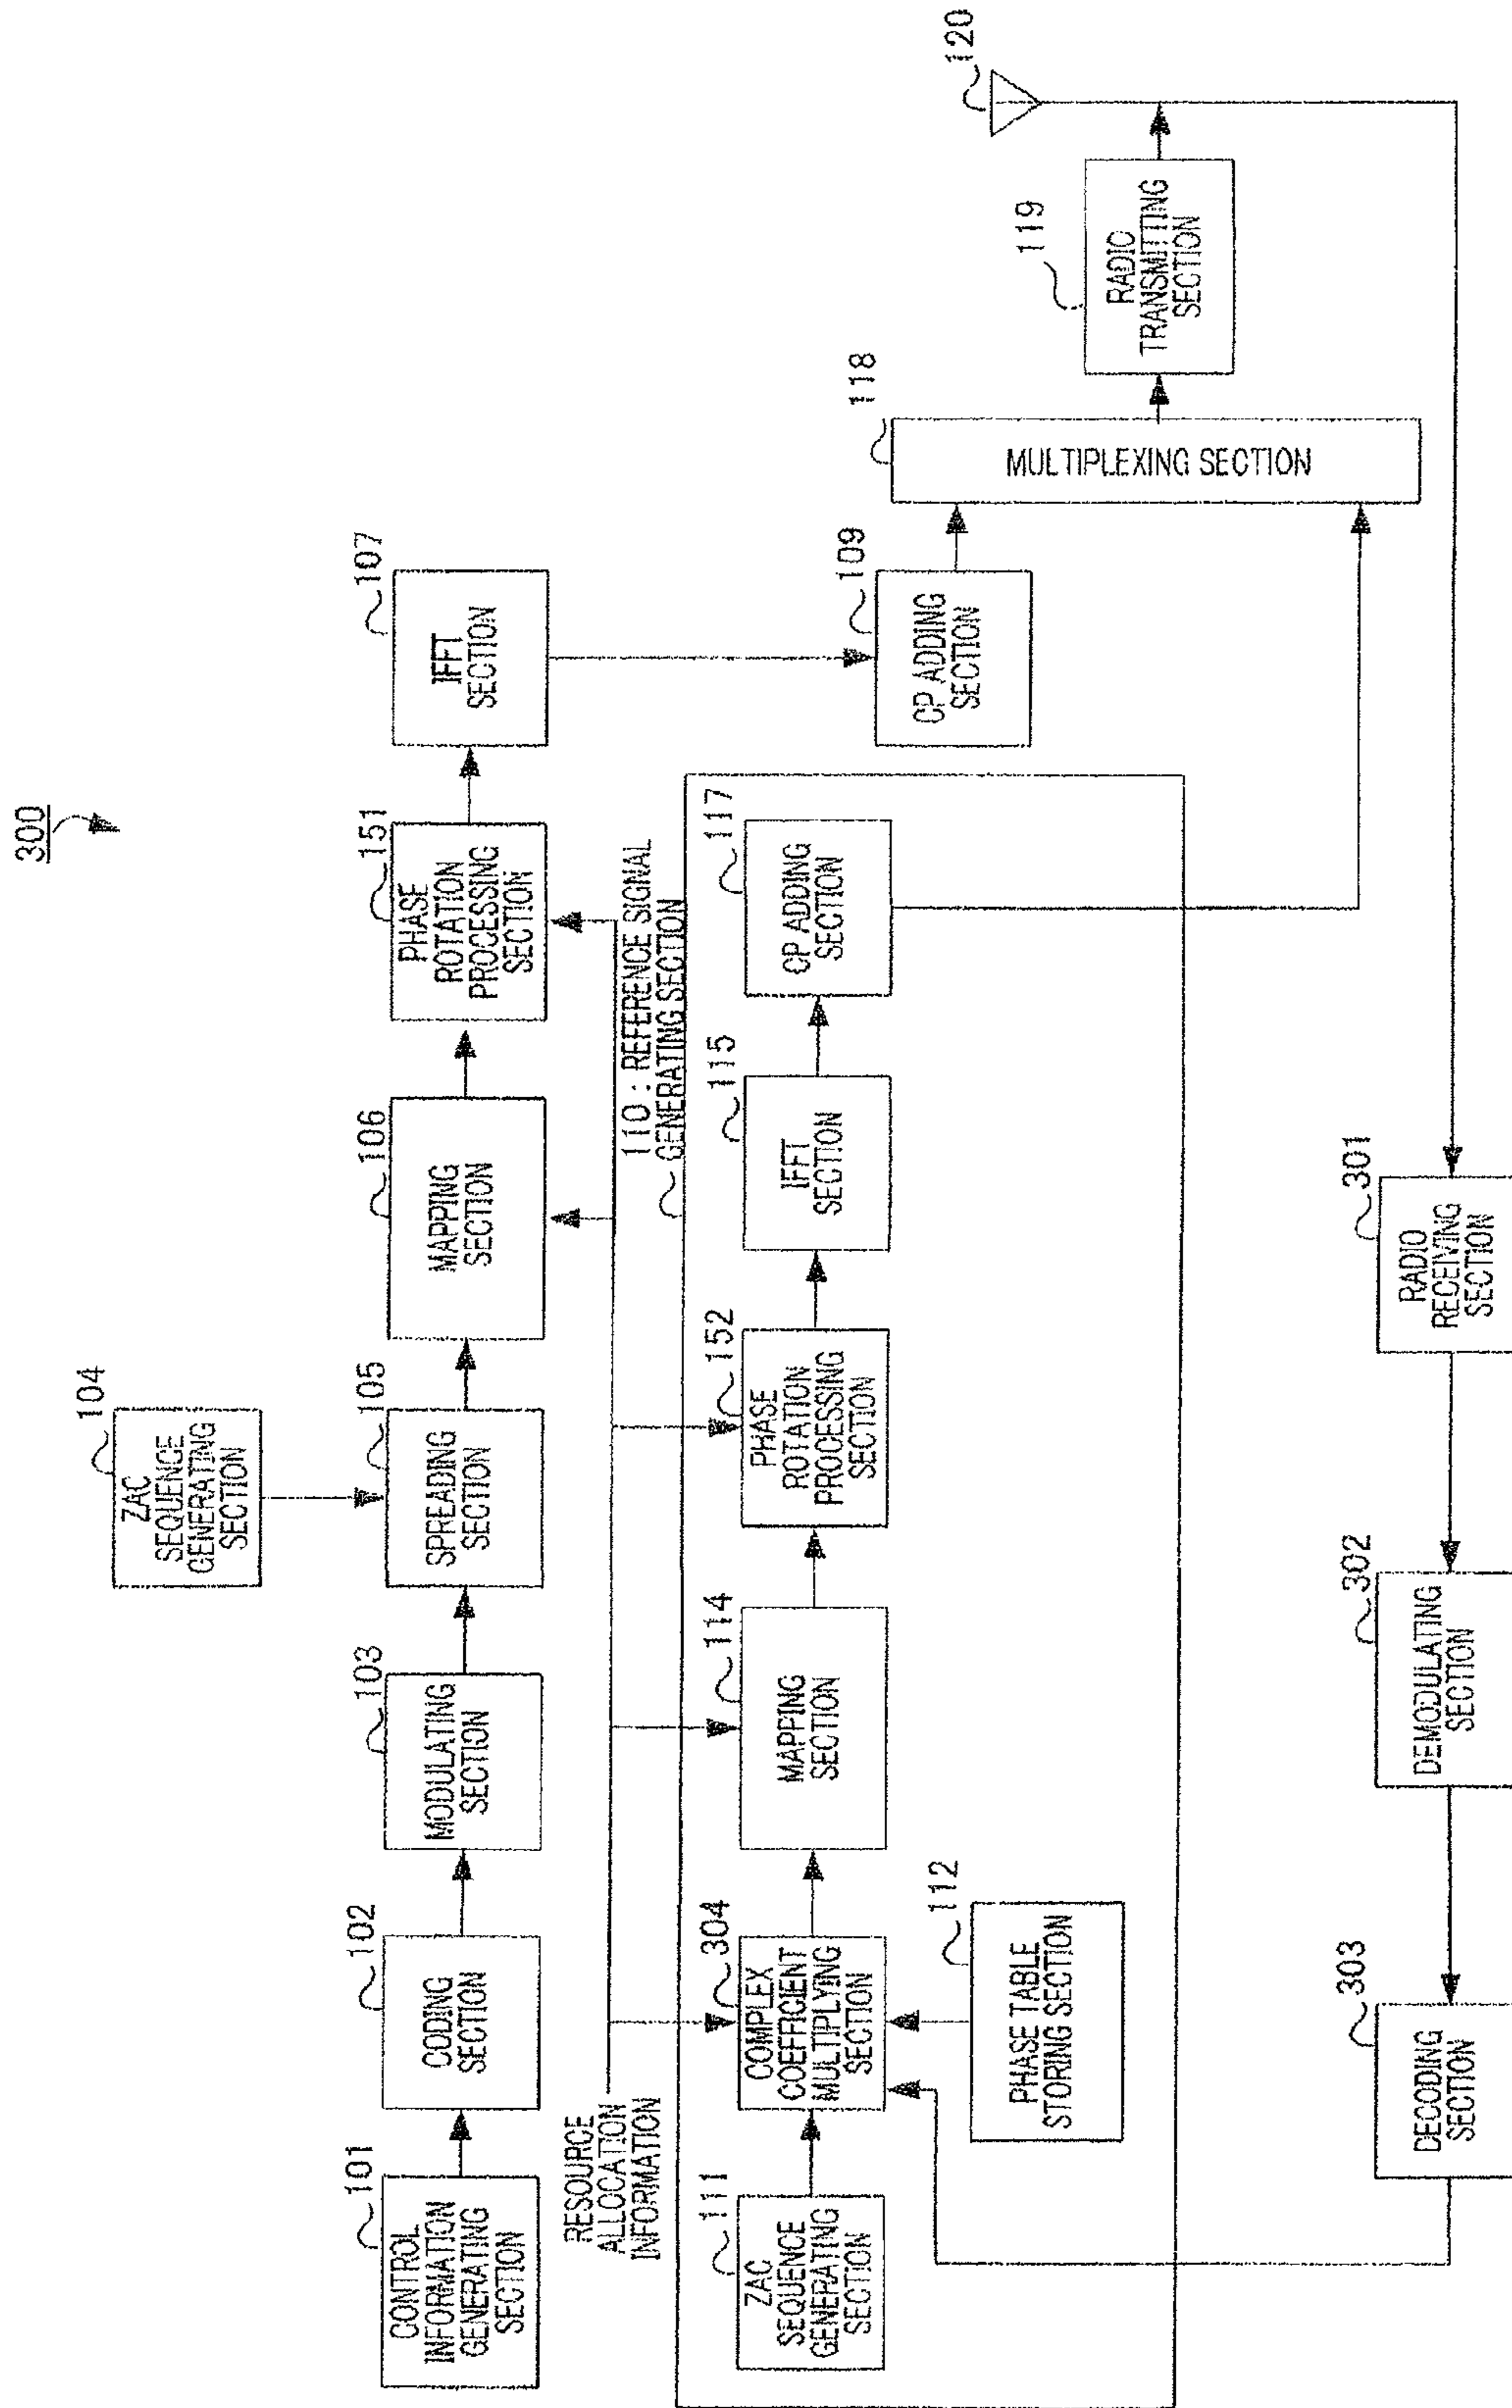 300
104
ZAC
SEQUENCE
GENERATING
SECTION
101
CONTROL
INFORMATION
GENERATING
SECTION
102
CODING
SECTION
103
MODULATING
SECTION
105
SPREADING
SECTION
106
MAPPING
SECTION
151
PHASE
ROTATION
PROCESSING
SECTION
107
IFFT
SECTION
RESOURCE
ALLOCATION
INFORMATION
110 : REFERENCE SIGNAL
GENERATING SECTION
111
ZAC
SEQUENCE
GENERATING
SECTION
304
COMPLEX
COEFFICIENT
MULTIPLYING
SECTION
114
MAPPING
SECTION
152
PHASE
ROTATION
PROCESSING
SECTION
115
IFFT
SECTION
117
CP ADDING
SECTION
109
CP ADDING
SECTION
112
PHASE TABLE
STORING SECTION
118
MULTIPLEXING SECTION
119
RADIO
TRANSMITTING
SECTION
120
303
DECODING
SECTION
302
DEMODULATING
SECTION
301
RADIO
RECEIVING
SECTION